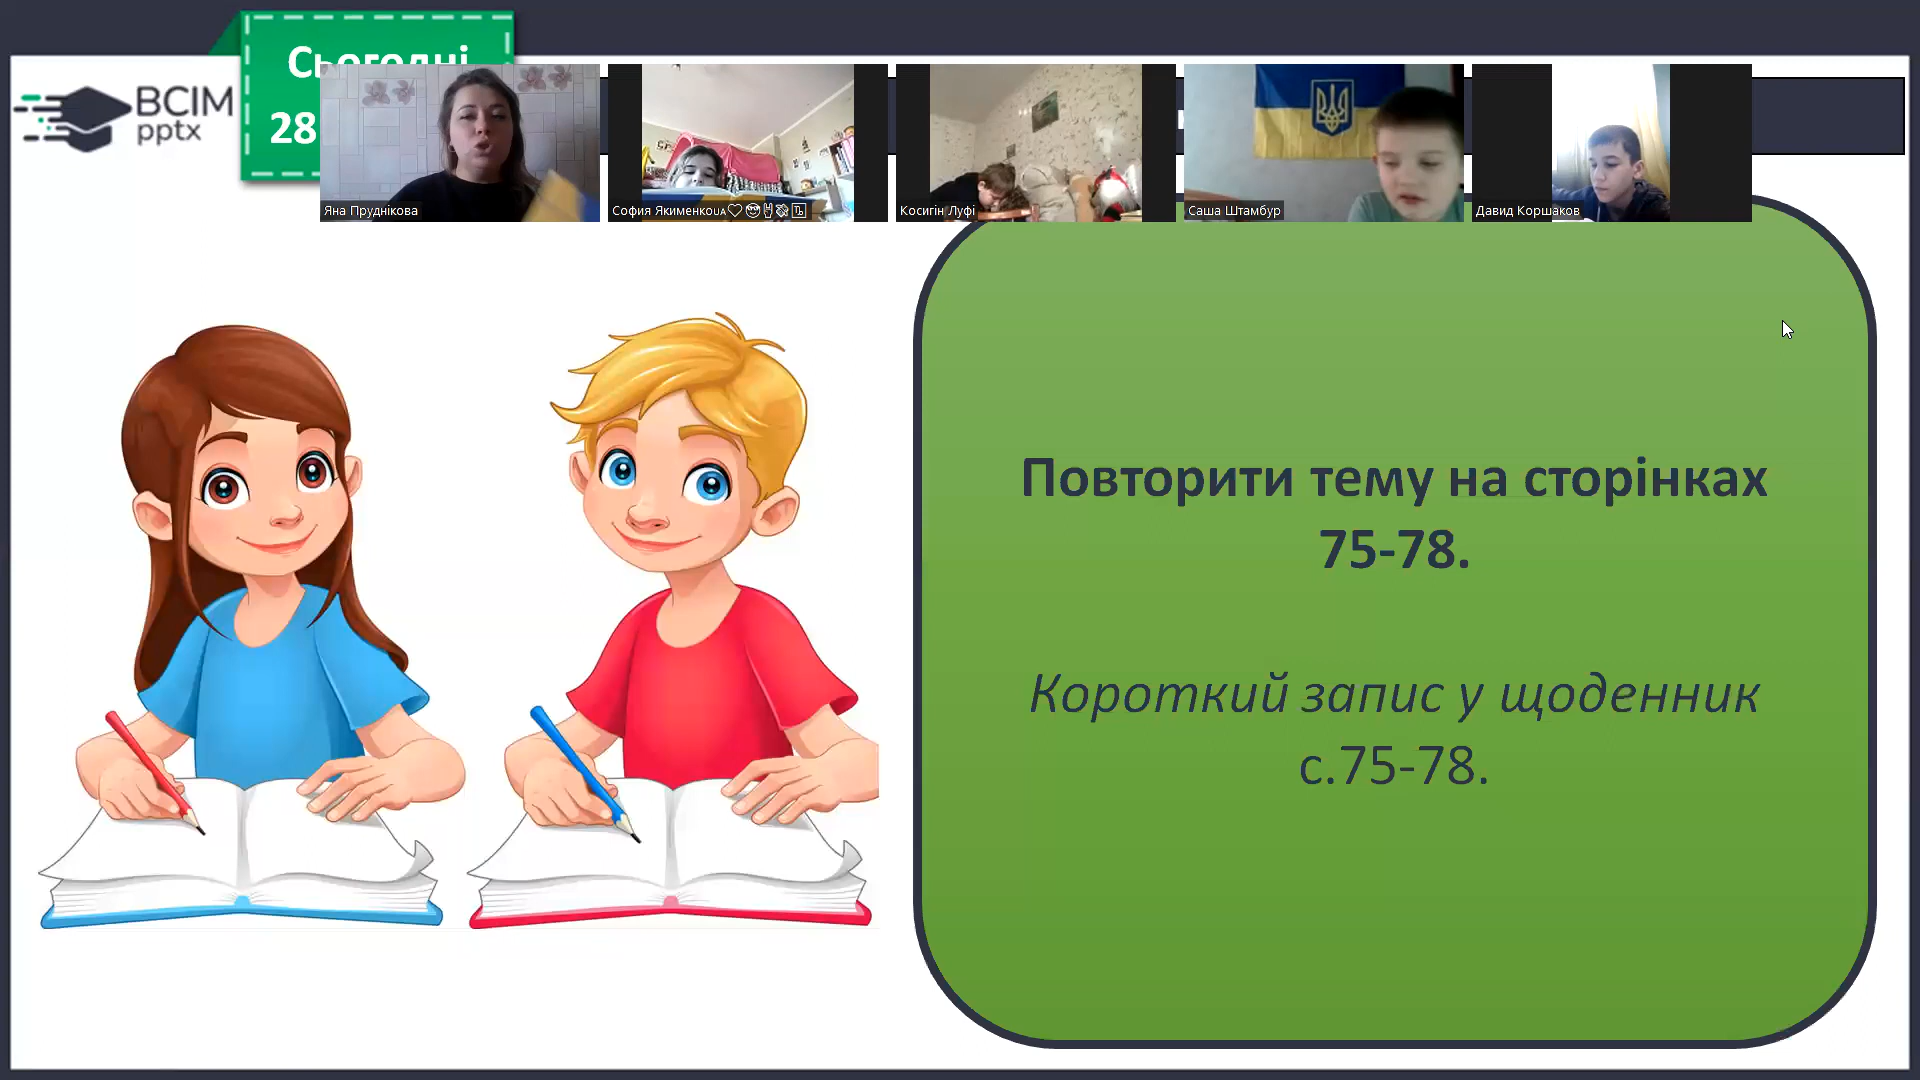 Сьогодні
ВСІМ
pptx
28
Яна Пруднікова
София Якименко
Косигін Луфі
Саша Штамбур
Давид Коршаков
Повторити тему на сторінках
75-78.
Короткий запис у щоденник
с.75-78.